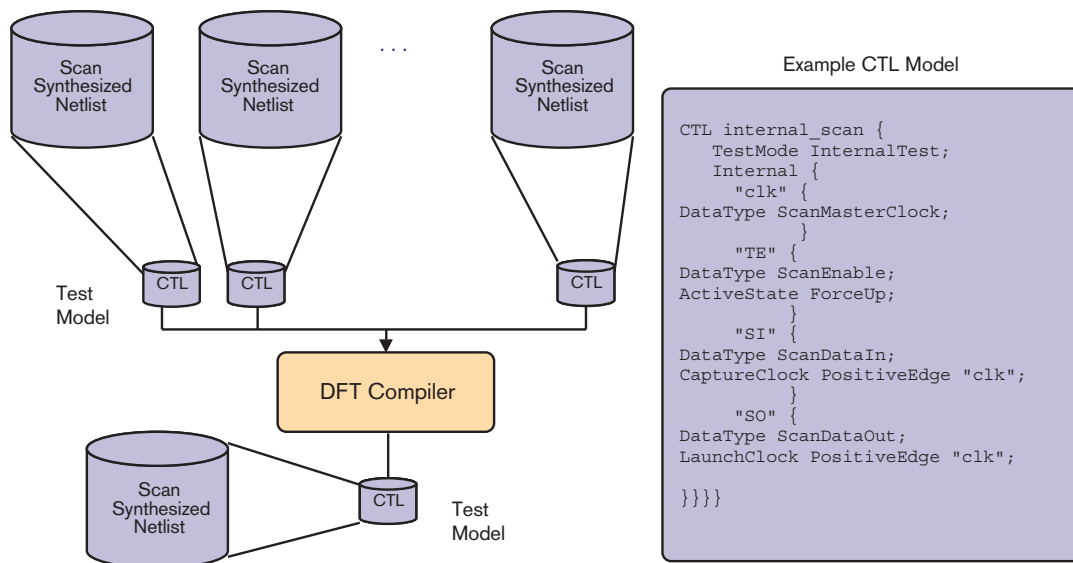 Scan
Synthesized
Netlist
Scan
Synthesized
Netlist
. . .
Scan
Synthesized
Netlist
CTL
CTL
CTL
Test
Model
DFT Compiler
Scan
Synthesized
Netlist
CTL
Test
Model
Example CTL Model
CTL internal_scan {
TestMode InternalTest;
Internal {
"clk" {
DataType ScanMasterClock;
}
"TE" {
DataType ScanEnable;
ActiveState ForceUp;
}
"SI" {
DataType ScanDataIn;
CaptureClock PositiveEdge "clk";
}
"SO" {
DataType ScanDataOut;
LaunchClock PositiveEdge "clk";
}}}}